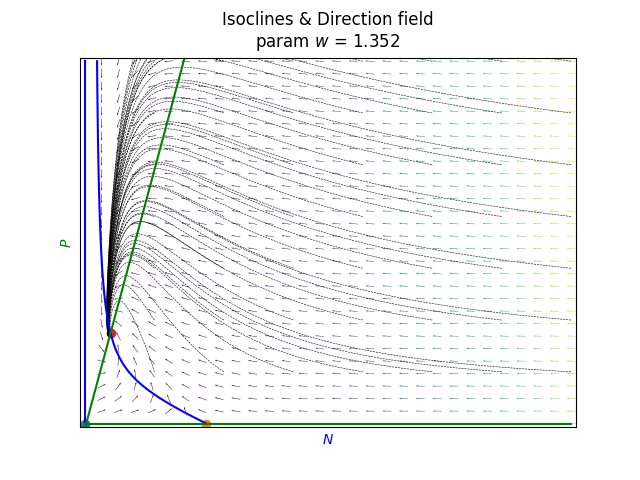 Isoclines & Direction field
param w = 1.352
P
N